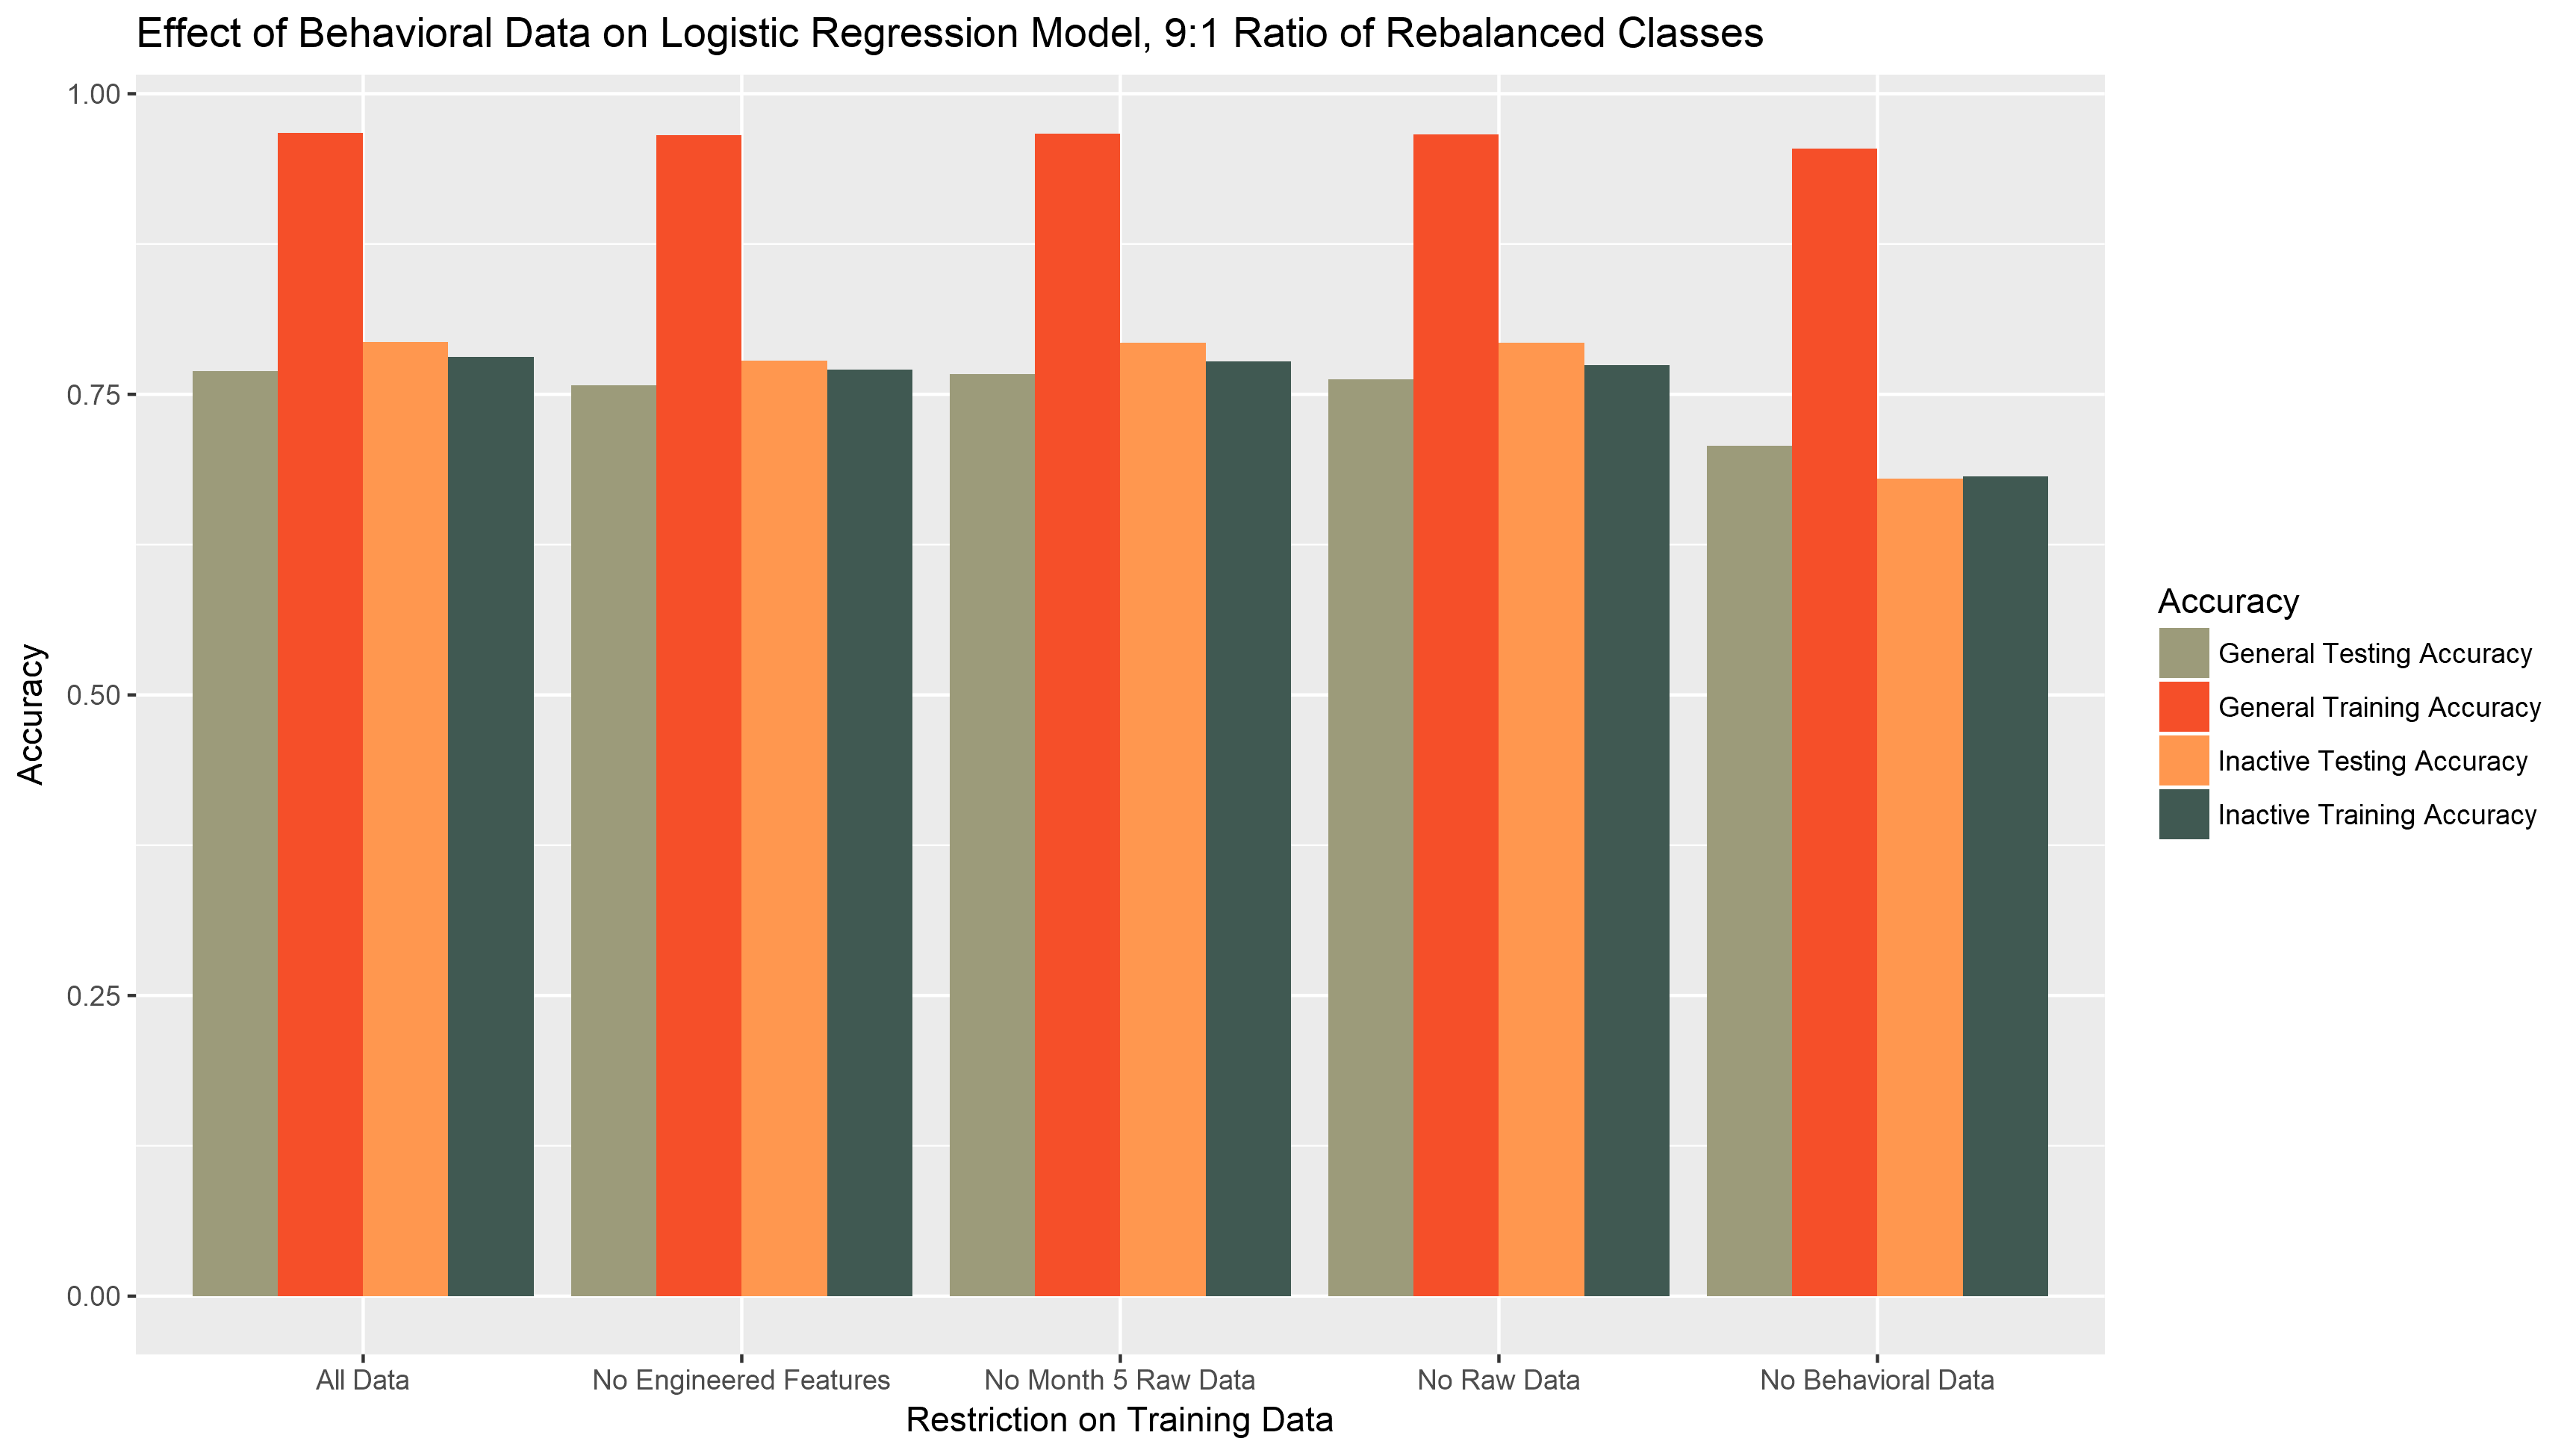 Effect of Behavioral Data on Logistic Regression Model, 9:1 Ratio of Rebalanced Classes
1.00
0.75
0.50
0.25
0.00
Accuracy
All Data
No Engineered Features
No Month 5 Raw Data
No Raw Data
No Behavioral Data
Restriction on Training Data
Accuracy
General Testing Accuracy
General Training Accuracy
Inactive Testing Accuracy
Inactive Training Accuracy